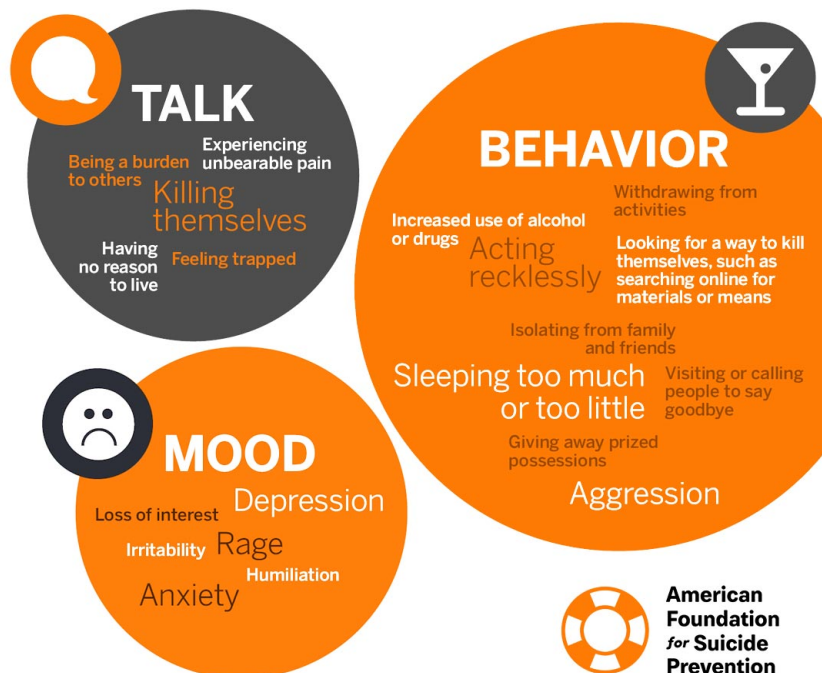 TALK
Experiencing
unbearable pain
Being a burden
to others
Killing
themselves
Having
no reason
to live
Feeling trapped
BEHAVIOR
Withdrawing from
activities
Increased use of alcohol
or drugs
Acting
recklessly
Looking for a way to kill
themselves, such as
searching online for
materials or means
Isolating from family
and friends
Sleeping too much
or too little
Visiting or calling
people to say
goodbye
Giving away prized
possessions
Aggression
MOOD
Depression
Loss of interest
Irritability
Rage
Humiliation
Anxiety
American
Foundation
for Suicide
Prevention